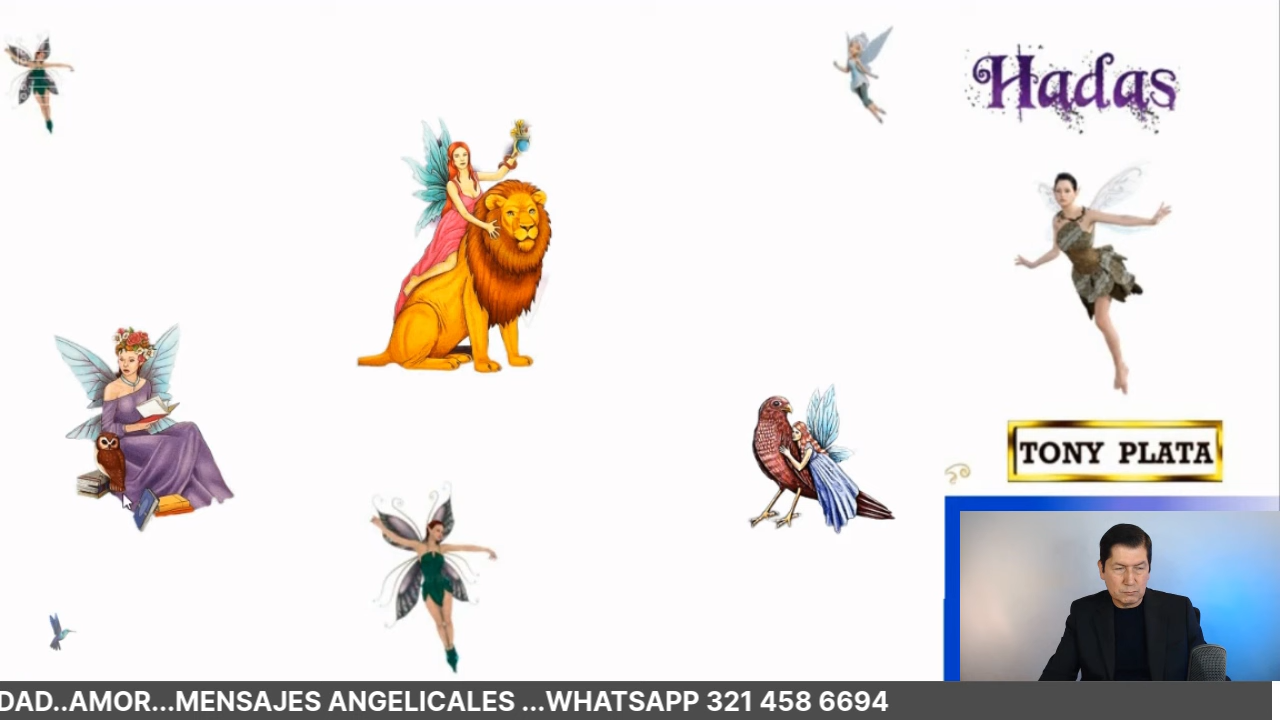 Hadas
TONY PLATA
DAD..AMOR...MENSAJES ANGELICALES ...WHATSAPP 321 458 6694